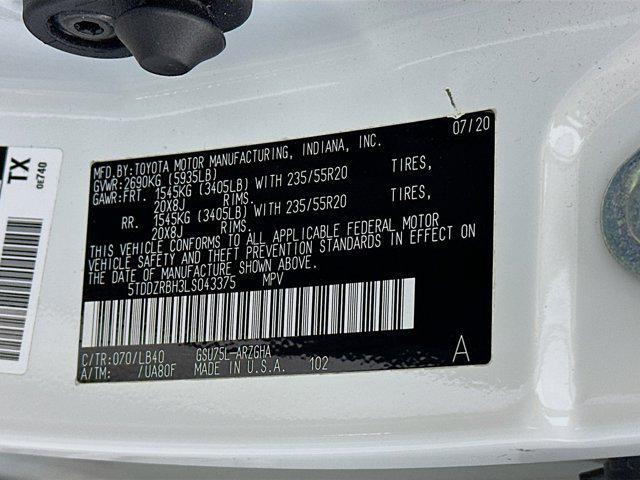 07/20
MFD.BY:TOYOTA MOTOR MANUFACTURING, INDIANA, INC.
GVWR:2690KG (5935LB)
GAWR:FRT. 1545KG (3405LB) WITH 235/55R20 TIRES,
20X8J RIMS.
RR. 1545KG (3405LB) WITH 235/55R20 TIRES,
20X8J RIMS.
THIS VEHICLE CONFORMS TO ALL APPLICABLE FEDERAL MOTOR
VEHICLE SAFETY AND THEFT PREVENTION STANDARDS IN EFFECT ON
THE DATE OF MANUFACTURE SHOWN ABOVE.
5TDDZRBH3LS043375 MPV
C/TR:070/LB40 GSU75L-ARZGHA
A/TM: /UA80F MADE IN U.S.A. 102
A
TX
0E740